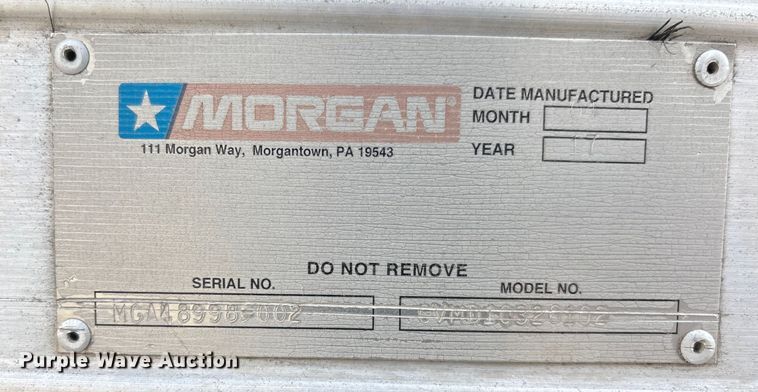 MORGAN®
111 Morgan Way, Morgantown, PA 19543
DATE MANUFACTURED
MONTH
YEAR 17
DO NOT REMOVE
SERIAL NO.
MODEL NO.
Purple Wave Auction